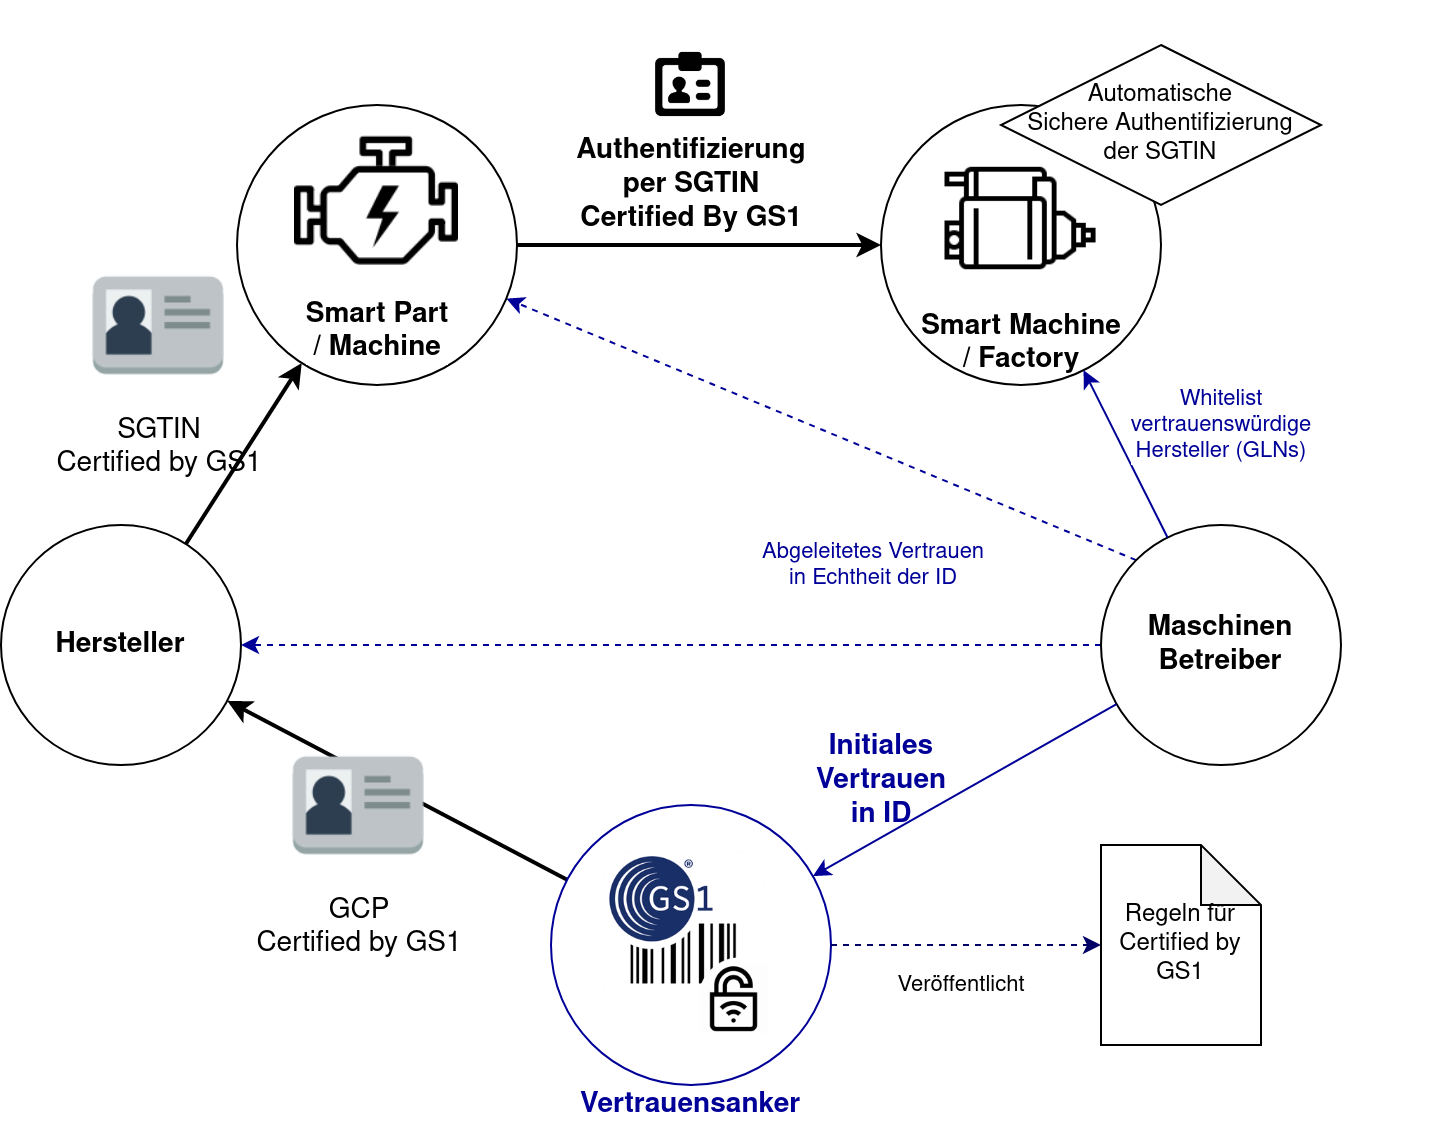 Authentifizierung
per SGTIN
Certified By GS1
Automatische
Sichere Authentifizierung
der SGTIN
Smart Part
/ Machine
Smart Machine
/ Factory
SGTIN
Certified by GS1
Whitelist
vertrauenswürdige
Hersteller (GLNs)
Abgeleitetes Vertrauen
in Echtheit der ID
Hersteller
Maschinen
Betreiber
Initiales
Vertrauen
in ID
GCP
Certified by GS1
GS1®
Regeln für
Certified by
GS1
Veröffentlicht
Vertrauensanker